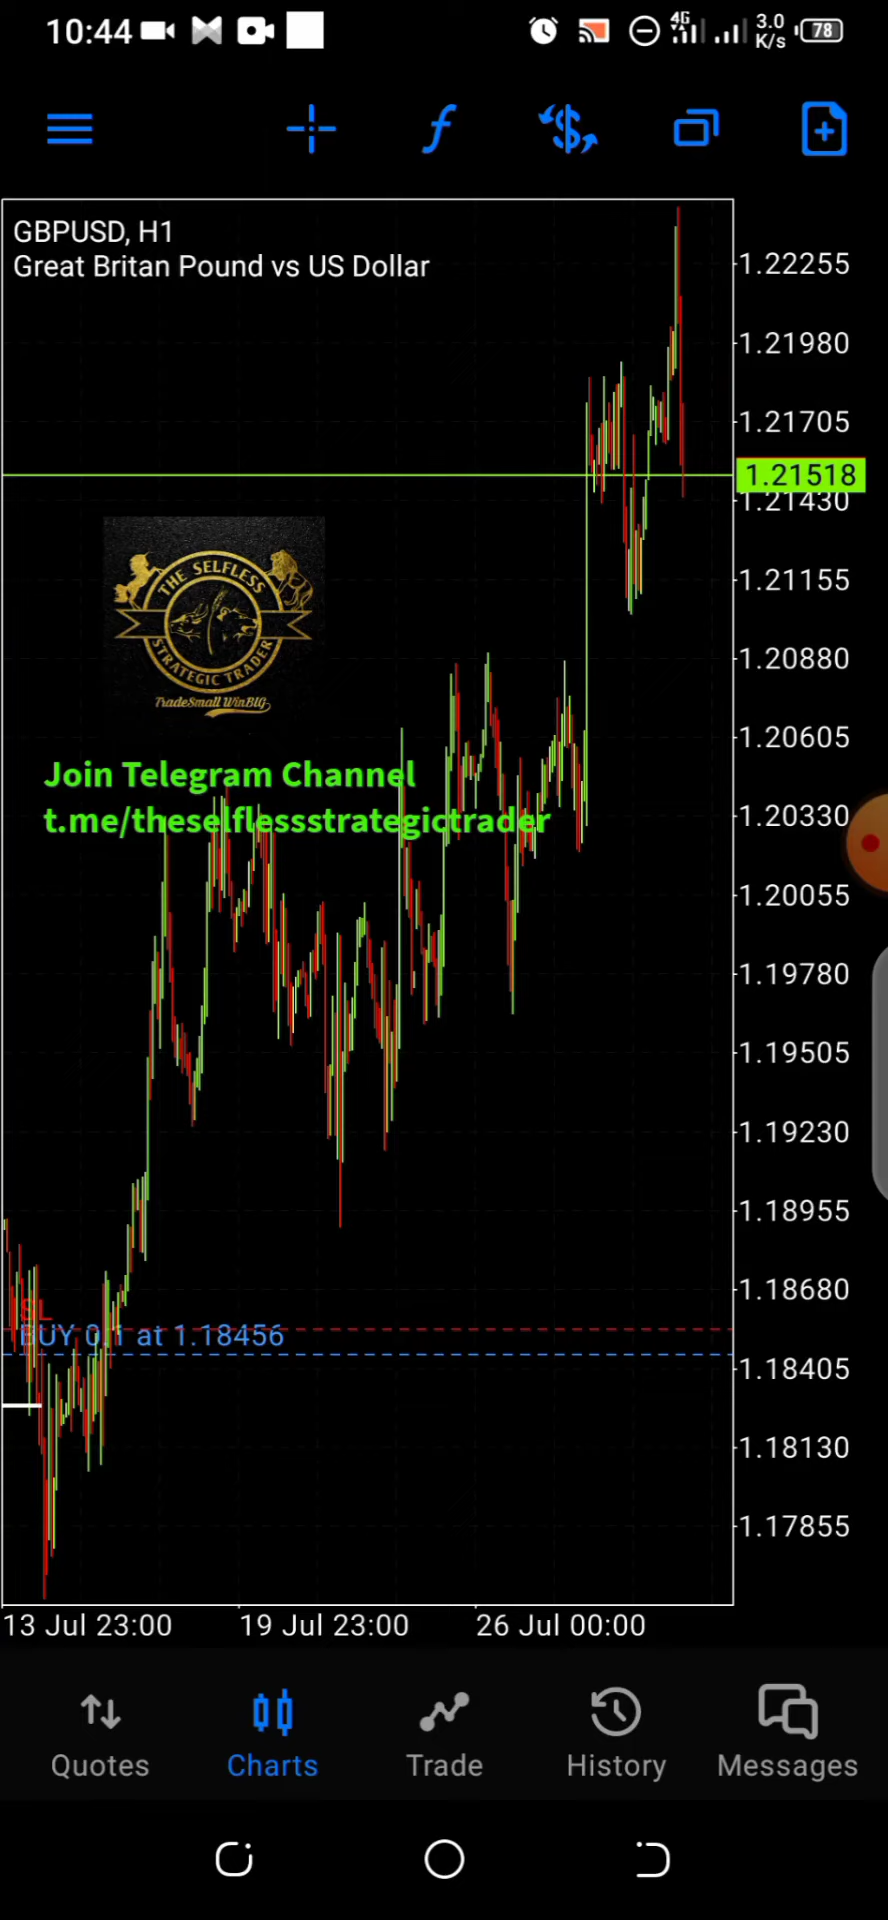 10:44
4G
3.0
K/s
78
GBPUSD, H1
Great Britan Pound vs US Dollar
1.22255
1.21980
1.21705
1.21518
1.21430
THE SELFLESS
STRATEGIC TRADER
TradeSmall WinBIG
1.21155
1.20880
1.20605
Join Telegram Channel
t.me/theselflessstrategictrader
1.20330
1.20055
1.19780
1.19505
1.19230
1.18955
1.18680
SL
BUY 0.1 at 1.18456
1.18405
1.18130
1.17855
13 Jul 23:00 19 Jul 23:00 26 Jul 00:00
Quotes Charts Trade History Messages